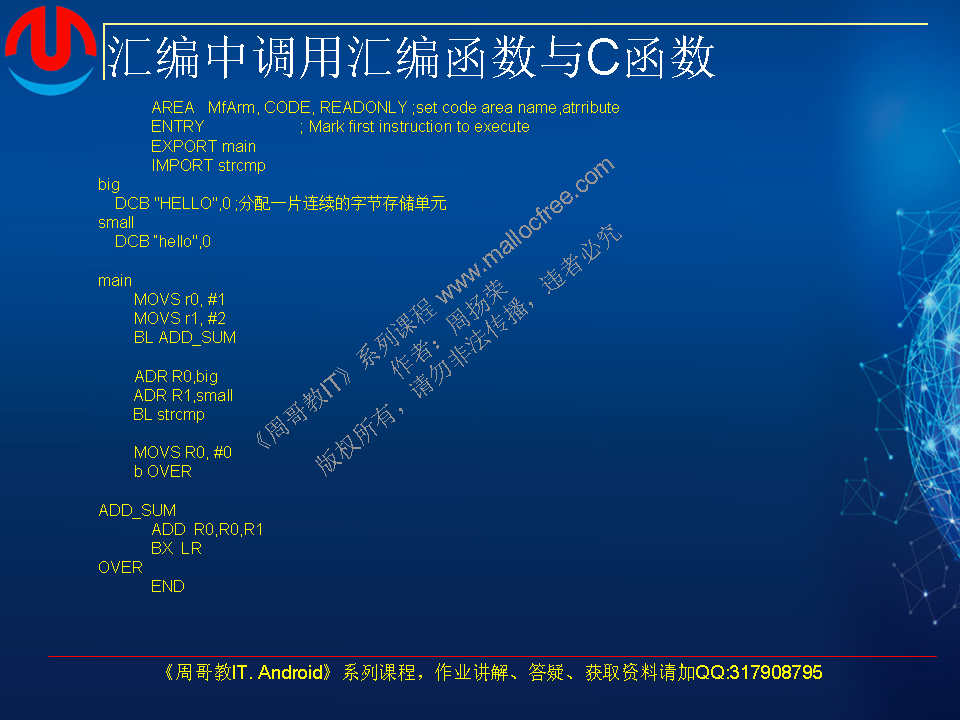 汇编中调用汇编函数与C函数
AREA MfArm, CODE, READONLY ;set code area name,atrribute
ENTRY ; Mark first instruction to execute
EXPORT main
IMPORT strcmp
big
DCB "HELLO",0 ;分配一片连续的字节存储单元
small
DCB "hello",0
main
MOVS r0, #1
MOVS r1, #2
BL ADD_SUM
ADR R0,big
ADR R1,small
BL strcmp
MOVS R0, #0
b OVER
ADD_SUM
ADD R0,R0,R1
BX LR
OVER
END
《周哥教IT》系列课程 www.mallocfree.com
作者：周扬荣
版权所有，请勿非法传播，违者必究
《周哥教IT. Android》系列课程，作业讲解、答疑、获取资料请加QQ:317908795